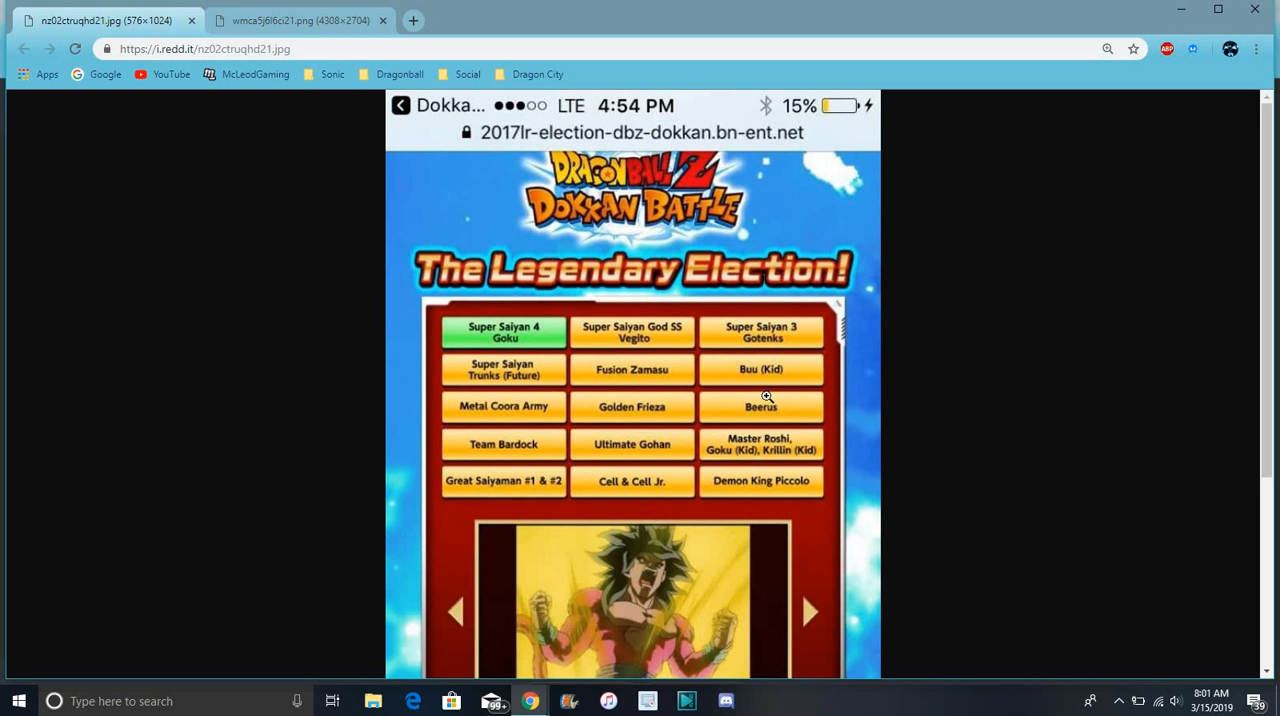 nz02ctruqhd21.jpg (576×1024)
wmca5j6l6ci21.png (4308×2704)
https://i.redd.it/nz02ctruqhd21.jpg
ABP
Apps
Google
YouTube
McLeodGaming
Sonic
Dragonball
Social
Dragon City
Dokka... LTE 4:54 PM 15%
2017lr-election-dbz-dokkan.bn-ent.net
DRAGON BALL Z
DOKKAN BATTLE
The Legendary Election!
Super Saiyan 4
Goku
Super Saiyan God SS
Vegito
Super Saiyan 3
Gotenks
Super Saiyan
Trunks (Future)
Fusion Zamasu
Buu (Kid)
Metal Coora Army
Golden Frieza
Beerus
Team Bardock
Ultimate Gohan
Master Roshi,
Goku (Kid), Krillin (Kid)
Great Saiyaman #1 & #2
Cell & Cell Jr.
Demon King Piccolo
Type here to search
99+
8:01 AM
3/15/2019
39